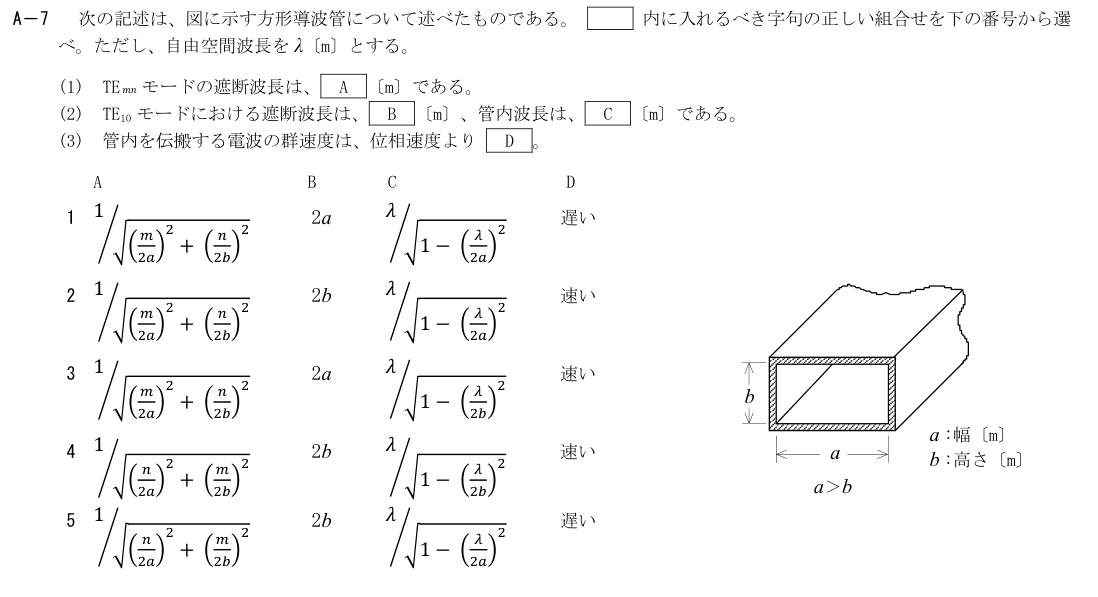 A－7 次の記述は、図に示す方形導波管について述べたものである。□内に入れるべき字句の正しい組合せを下の番号から選
べ。ただし、自由空間波長をλ〔m〕とする。
(1) TEmn モードの遮断波長は、 A 〔m〕である。
(2) TE10 モードにおける遮断波長は、 B 〔m〕、管内波長は、 C 〔m〕である。
(3) 管内を伝搬する電波の群速度は、位相速度より D 。
A B C D
1 1/√((m/2a)² + (n/2b)²) 2a λ/√(1－(λ/2a)²) 遅い
2 1/√((m/2a)² + (n/2b)²) 2b λ/√(1－(λ/2a)²) 速い
3 1/√((m/2a)² + (n/2b)²) 2a λ/√(1－(λ/2b)²) 速い
4 1/√((n/2a)² + (m/2b)²) 2b λ/√(1－(λ/2b)²) 速い
5 1/√((n/2a)² + (m/2b)²) 2b λ/√(1－(λ/2a)²) 遅い
b
a
a>b
a：幅〔m〕
b：高さ〔m〕